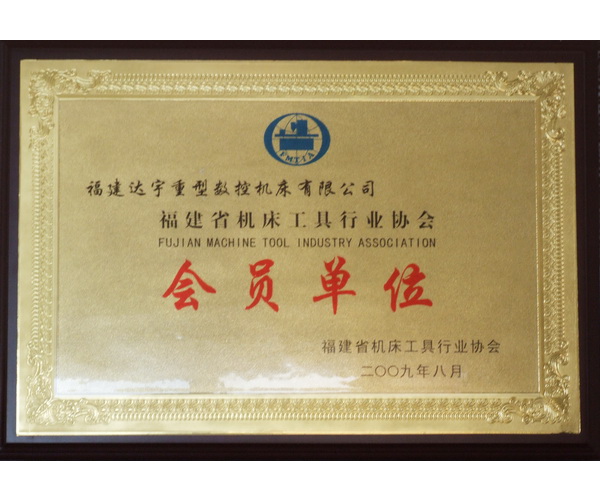 FMTIA
福建达宇重型数控机床有限公司
福建省机床工具行业协会
FUJIAN MACHINE TOOL INDUSTRY ASSOCIATION
会员单位
福建省机床工具行业协会
二〇〇九年八月